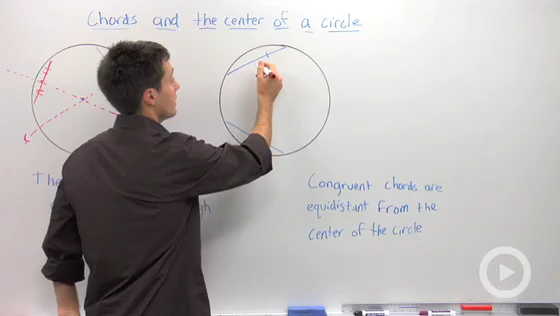 Chords and the center of a circle
The
Congruent chords are
equidistant from the
center of the circle